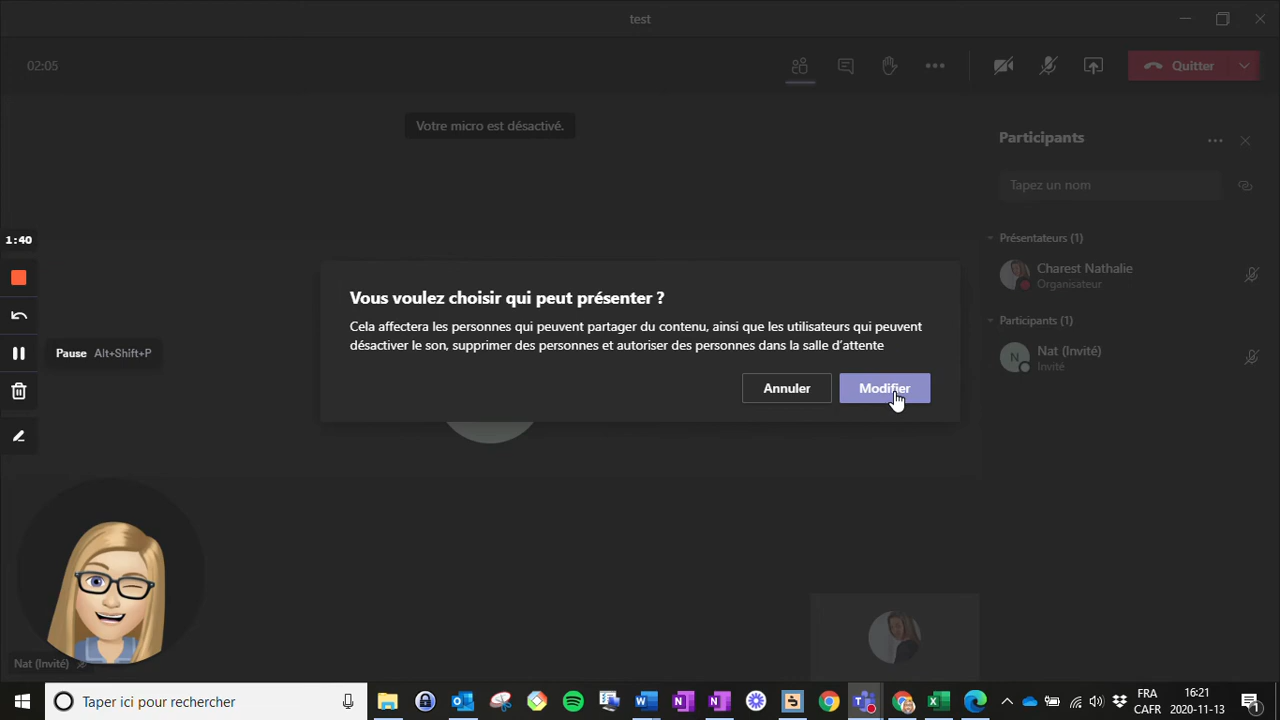 test
02:05
Quitter
Votre micro est désactivé.
Participants
Tapez un nom
1:40
Présentateurs (1)
Charest Nathalie
Organisateur
Vous voulez choisir qui peut présenter ?
Cela affectera les personnes qui peuvent partager du contenu, ainsi que les utilisateurs qui peuvent
désactiver le son, supprimer des personnes et autoriser des personnes dans la salle d'attente
Participants (1)
Pause Alt+Shift+P
N
Nat (Invité)
Invité
Annuler
Modifier
Nat (Invité)
Taper ici pour rechercher
FRA
CAFR
16:21
2020-11-13
1